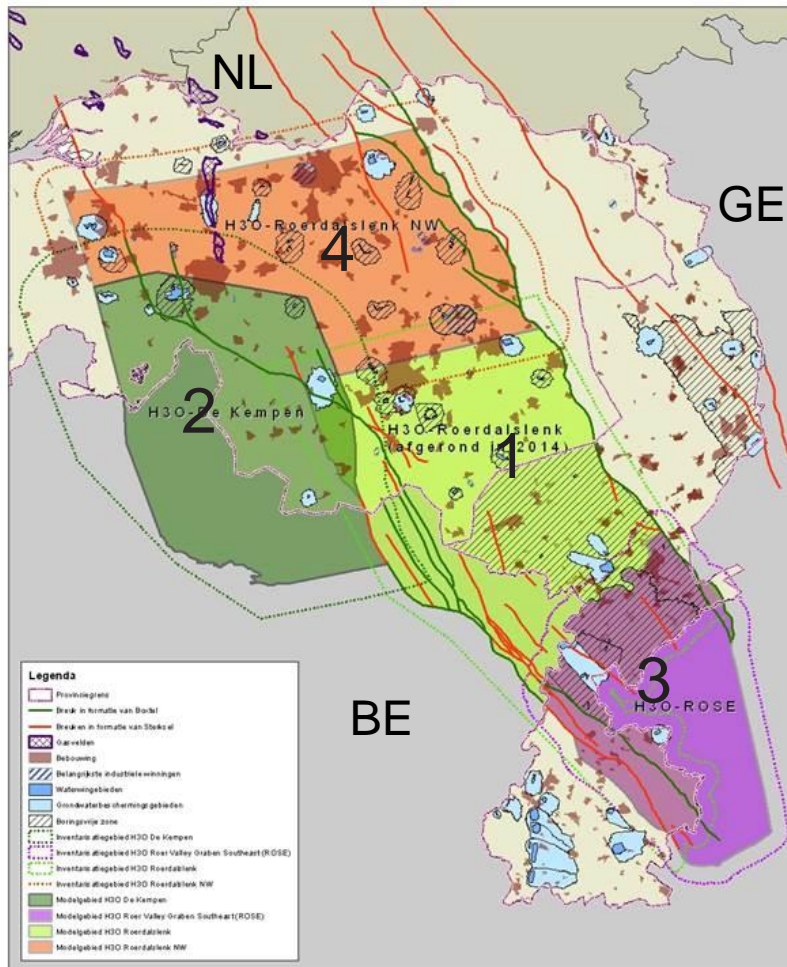 NL
GE
H3O-Roerdalslenk NW
4
2
H3O-De Kempen
H3O-Roerdalslenk
(afgerond in 2014)
1
3
H3O-ROSE
BE
Legenda
Provinciegrens
Breuk in formatie van Boxtel
Breuken in formatie van Sterksel
Gasvelden
Bebouwing
Belangrijkste industriele winningen
Waterwingebieden
Grondwaterbeschermingsgebieden
Boringsvrije zone
Inventarisatiegebied H3O De Kempen
Inventarisatiegebied H3O Roer Valley Graben Southeast (ROSE)
Inventarisatiegebied H3O Roerdalslenk
Inventarisatiegebied H3O Roerdalslenk NW
Modelgebied H3O De Kempen
Modelgebied H3O Roer Valley Graben Southeast(ROSE)
Modelgebied H3O Roerdalslenk
Modelgebied H3O Roerdalslenk NW